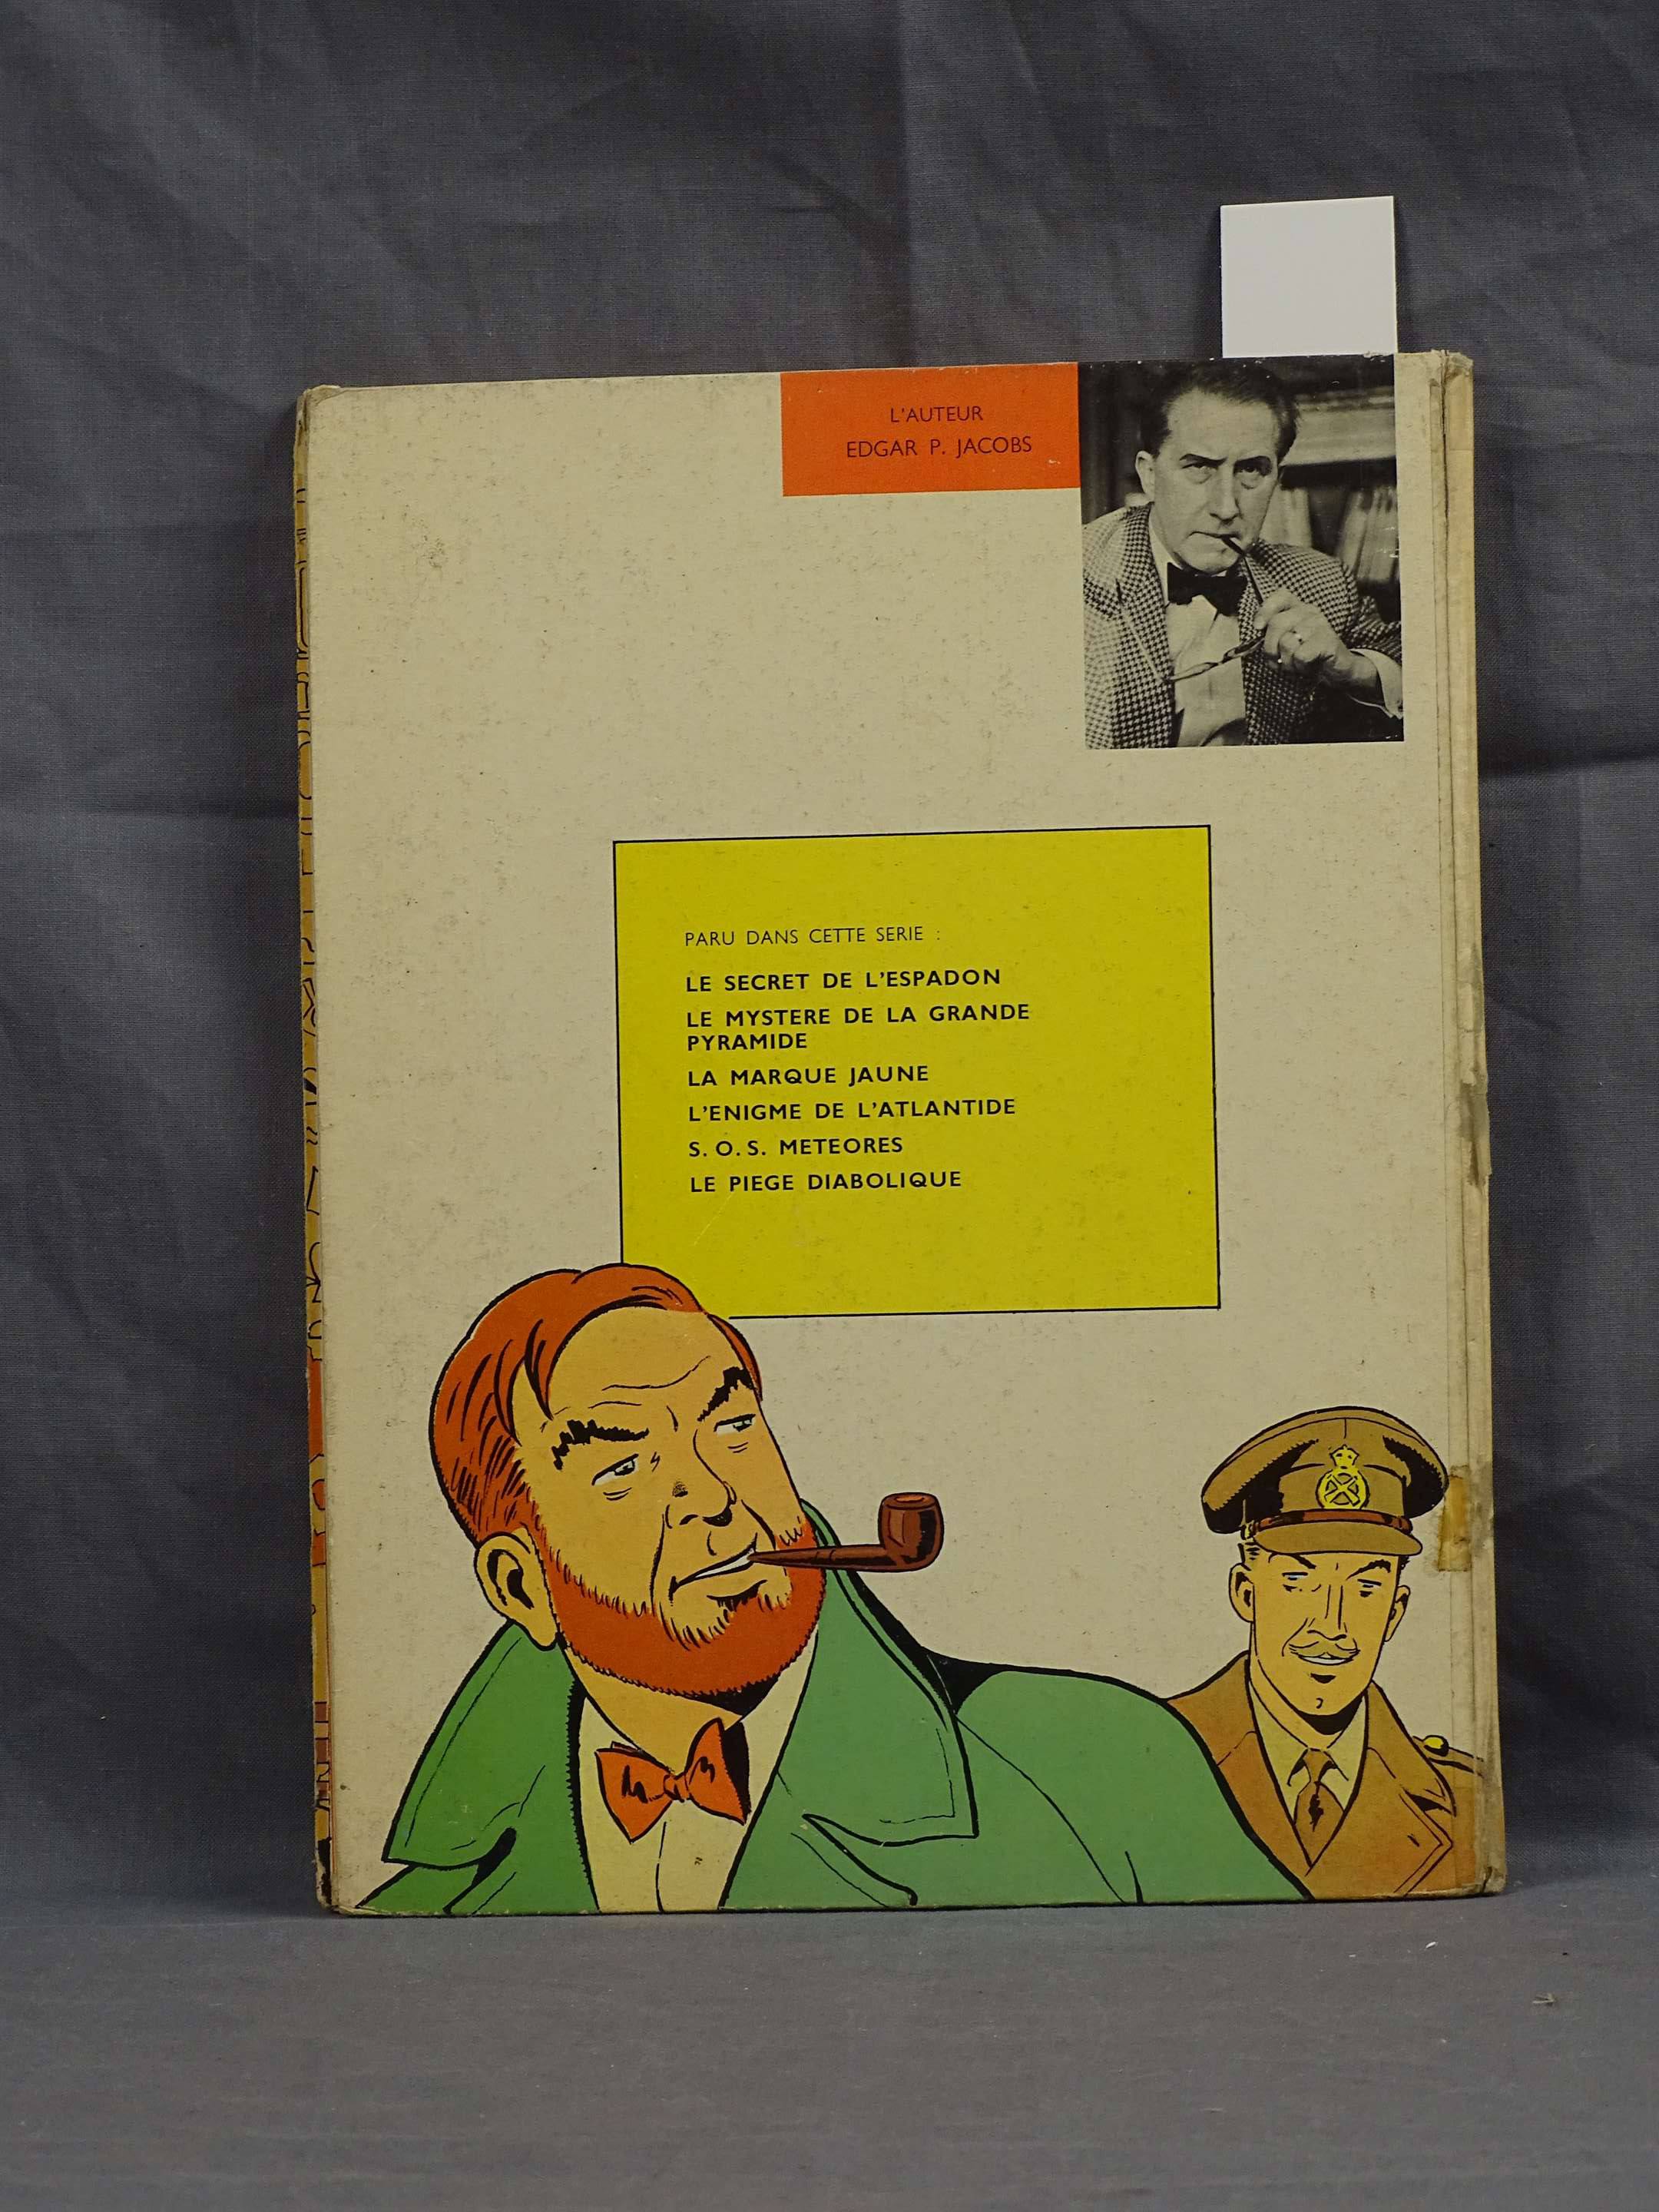 L'AUTEUR
EDGAR P. JACOBS
PARU DANS CETTE SERIE :
LE SECRET DE L'ESPADON
LE MYSTERE DE LA GRANDE
PYRAMIDE
LA MARQUE JAUNE
L'ENIGME DE L'ATLANTIDE
S. O. S. METEORES
LE PIEGE DIABOLIQUE